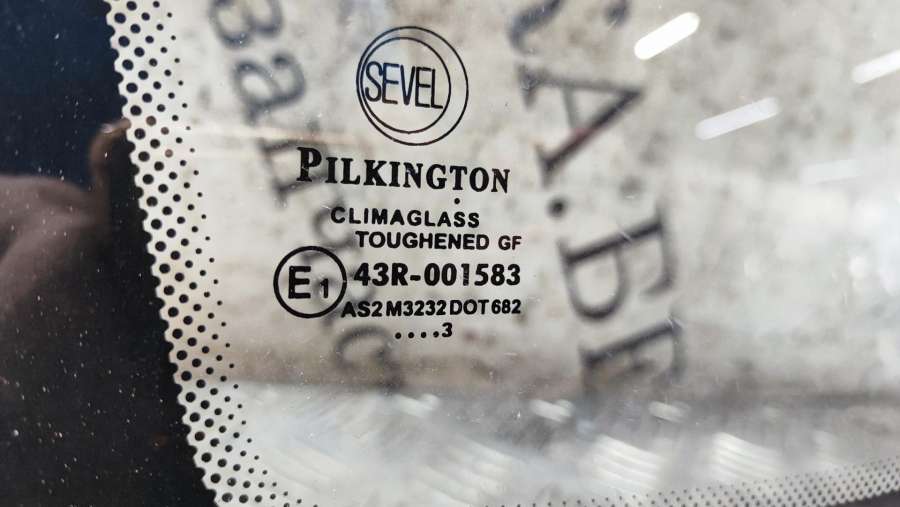 SEVEL
PILKINGTON
CLIMAGLASS
TOUGHENED GF
E1 43R-001583
AS2 M3232 DOT 682
....3